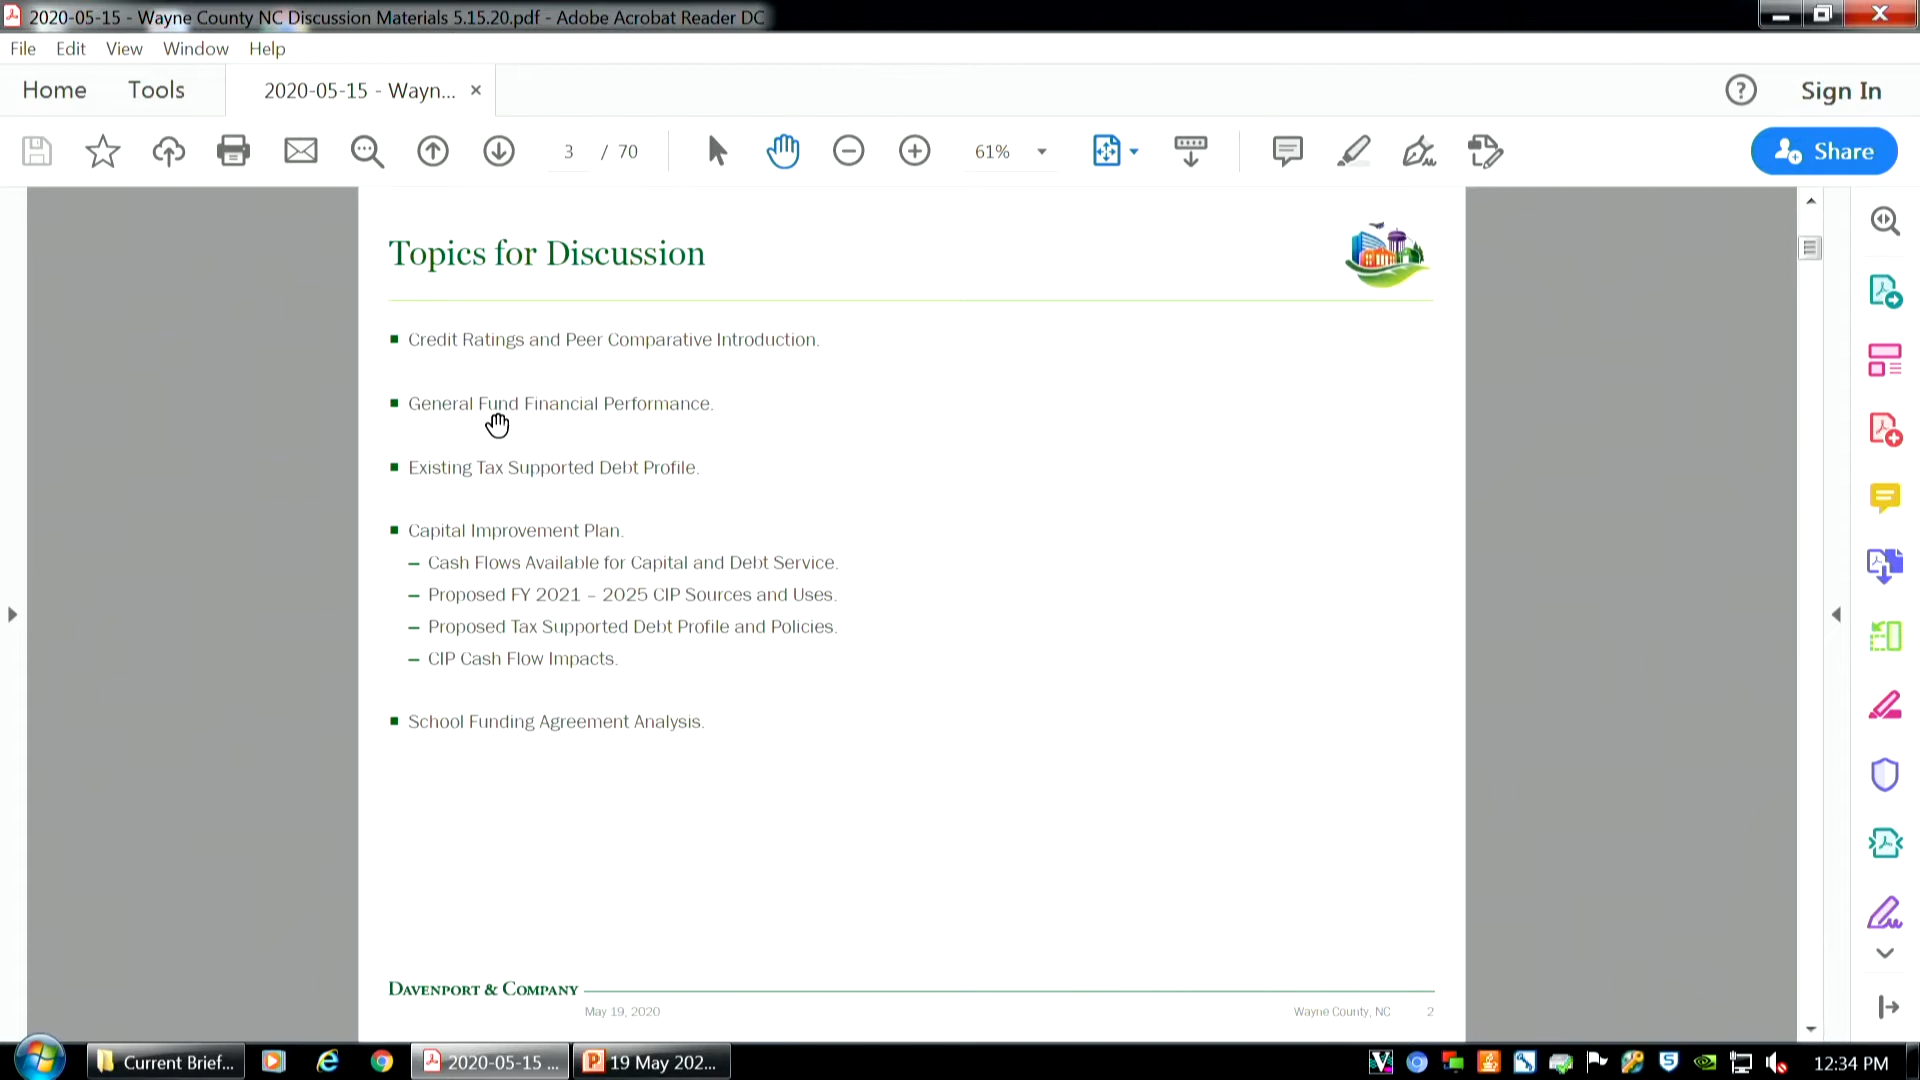 2020-05-15 - Wayne County NC Discussion Materials 5.15.20.pdf - Adobe Acrobat Reader DC
File Edit View Window Help
Home Tools 2020-05-15 - Wayn... × ? Sign In
3 / 70 61% Share
Topics for Discussion
■ Credit Ratings and Peer Comparative Introduction.
■ General Fund Financial Performance.
■ Existing Tax Supported Debt Profile.
■ Capital Improvement Plan.
– Cash Flows Available for Capital and Debt Service.
– Proposed FY 2021 – 2025 CIP Sources and Uses.
– Proposed Tax Supported Debt Profile and Policies.
– CIP Cash Flow Impacts.
■ School Funding Agreement Analysis.
DAVENPORT & COMPANY
May 19, 2020 Wayne County, NC 2
Current Brief... 2020-05-15 ... 19 May 202... 12:34 PM